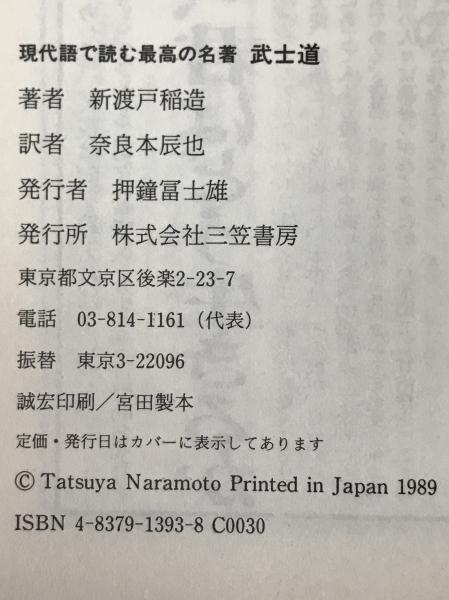 現代語で読む最高の名著 武士道
著者 新渡戸稲造
訳者 奈良本辰也
発行者 押鐘冨士雄
発行所 株式会社三笠書房
東京都文京区後楽2-23-7
電話 03-814-1161（代表）
振替 東京3-22096
誠宏印刷／宮田製本
定価・発行日はカバーに表示してあります
© Tatsuya Naramoto Printed in Japan 1989
ISBN 4-8379-1393-8 C0030